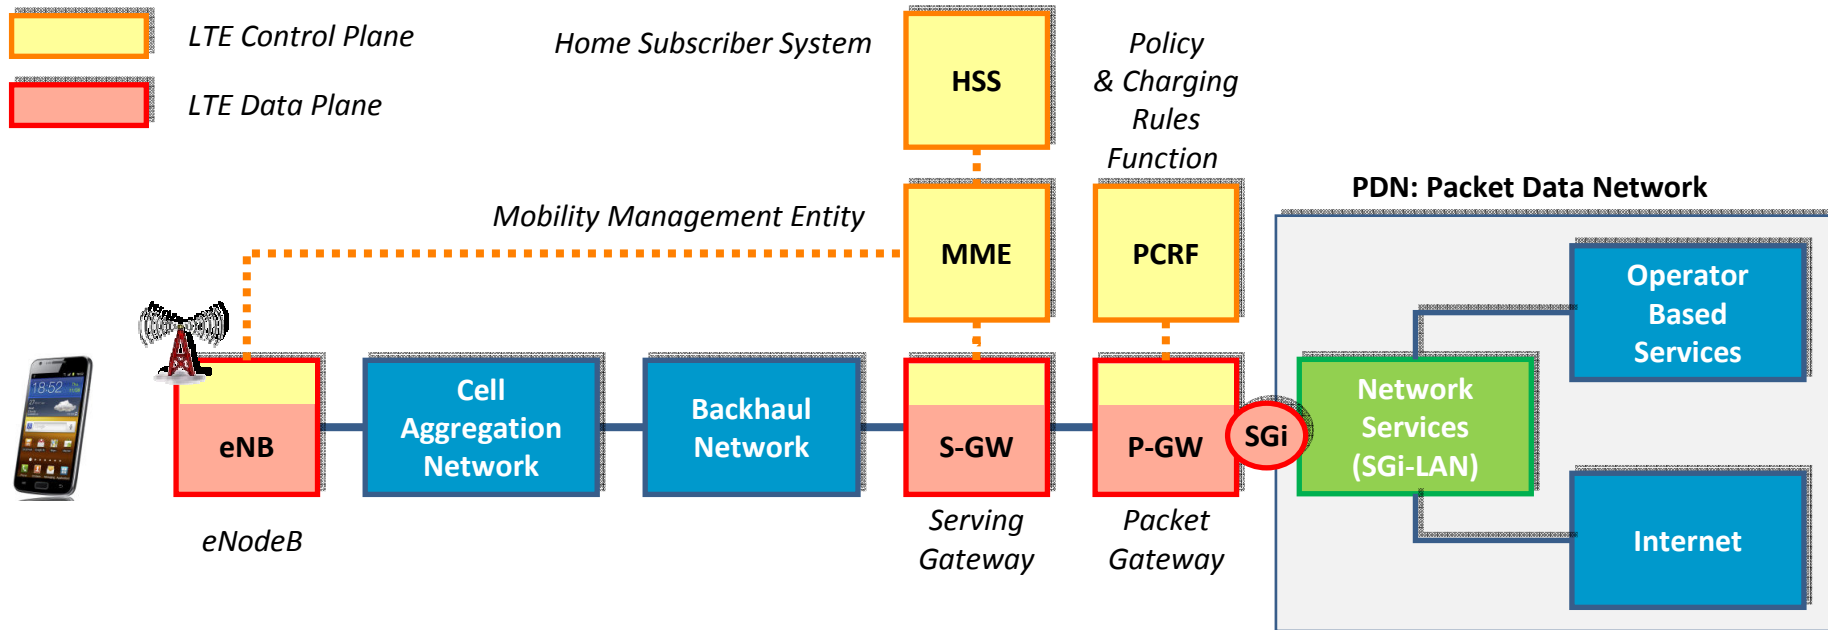 LTE Control Plane
LTE Data Plane
Home Subscriber System
HSS
Policy
& Charging
Rules
Function
Mobility Management Entity
MME
PCRF
PDN: Packet Data Network
Operator
Based
Services
18:52
eNB
Cell
Aggregation
Network
Backhaul
Network
S-GW
P-GW
SGi
Network
Services
(SGi-LAN)
Internet
eNodeB
Serving
Gateway
Packet
Gateway